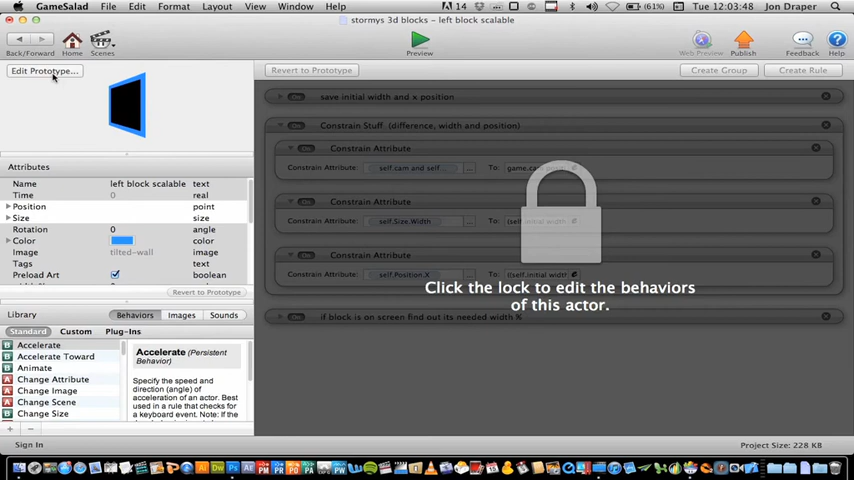 GameSalad File Edit Format Layout View Window Help 14 (61%) Tue 12:03:48 Jon Draper
stormys 3d blocks - left block scalable
Back/Forward Home Scenes Preview Web Preview Publish Feedback Help
Edit Prototype...
Revert to Prototype Create Group Create Rule
On save initial width and x position
On Constrain Stuff (difference, width and position)
On Constrain Attribute
Constrain Attribute: self.cam and self... ... To:
On Constrain Attribute
Constrain Attribute: self.Size.Width ... To:
On Constrain Attribute
Constrain Attribute: self.Position.X ... To:
Click the lock to edit the behaviors
of this actor.
On if block is on screen find out its needed width %
Attributes
Name left block scalable text
Time 0 real
Position point
Size size
Rotation 0 angle
Color color
Image tilted-wall image
Tags text
Preload Art boolean
Revert to Prototype
Library Behaviors Images Sounds
Standard Custom Plug-Ins
B Accelerate
B Accelerate Toward
B Animate
A Change Attribute
A Change Image
A Change Scene
B Change Size
Accelerate (Persistent
Behavior)
Specify the speed and
direction (angle) of
acceleration of an actor. Best
used in a rule that checks for
a keyboard event. Note: If the
Sign In
Project Size: 228 KB